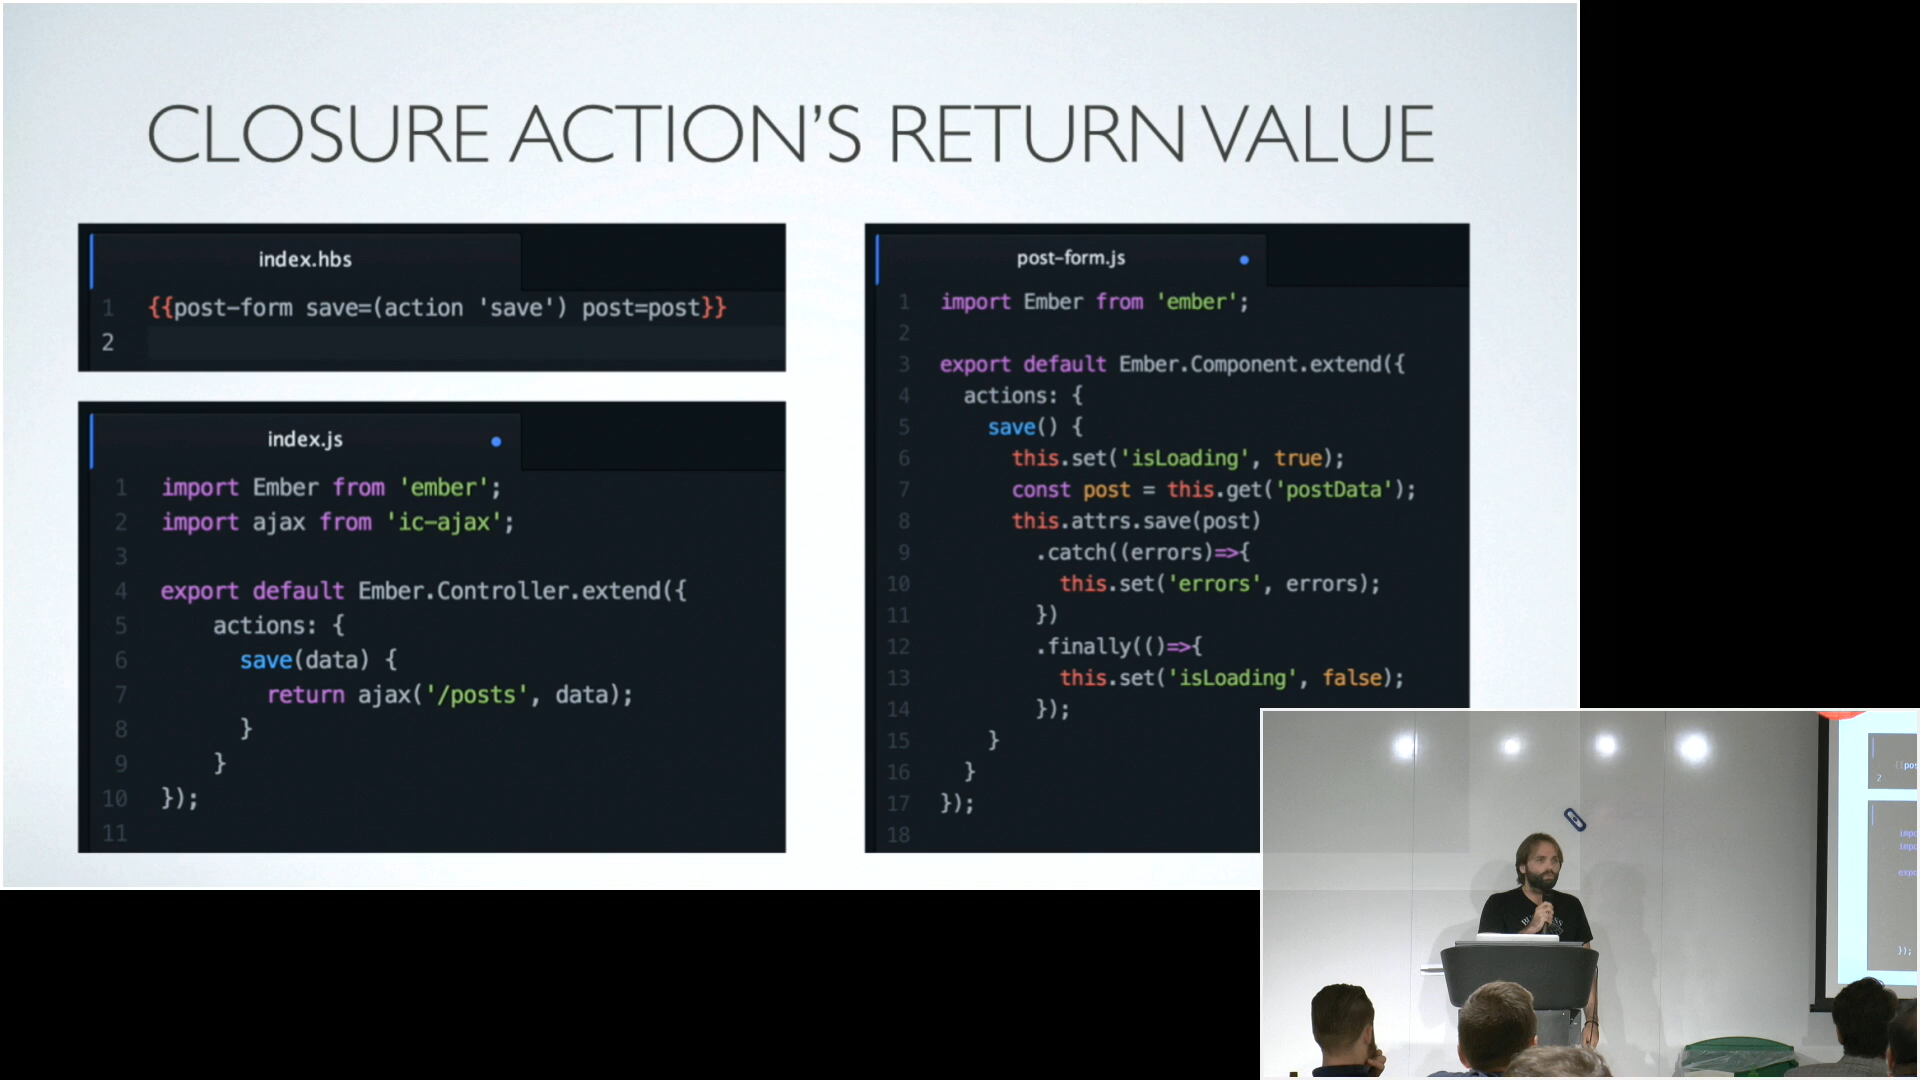 CLOSURE ACTION'S RETURN VALUE
index.hbs
1 {{post-form save=(action 'save') post=post}}
2
index.js
1 import Ember from 'ember';
2 import ajax from 'ic-ajax';
3
4 export default Ember.Controller.extend({
5 actions: {
6 save(data) {
7 return ajax('/posts', data);
8 }
9 }
10 });
11
post-form.js
1 import Ember from 'ember';
2
3 export default Ember.Component.extend({
4 actions: {
5 save() {
6 this.set('isLoading', true);
7 const post = this.get('postData');
8 this.attrs.save(post)
9 .catch((errors)=>{
10 this.set('errors', errors);
11 })
12 .finally(()=>{
13 this.set('isLoading', false);
14 });
15 }
16 }
17 });
18
{{pos
2
impo
impo
expo
});